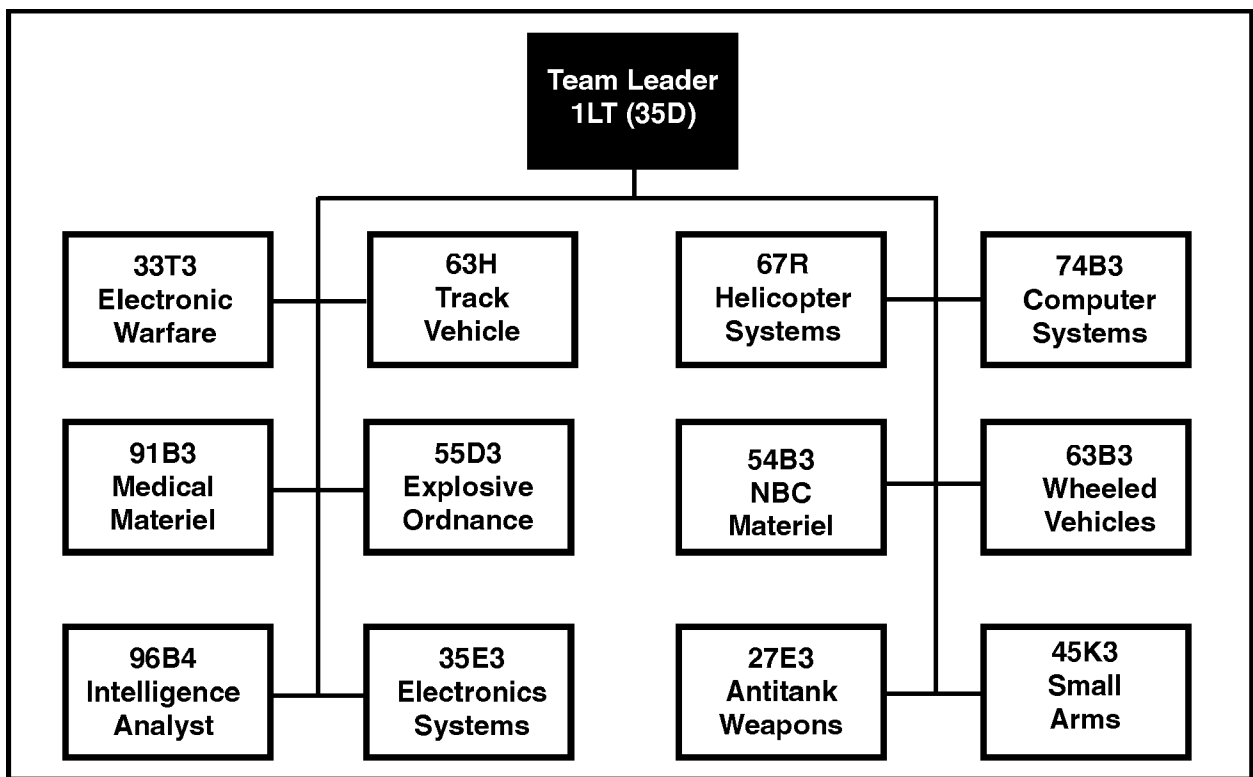 Team Leader
1LT (35D)
33T3
Electronic
Warfare
63H
Track
Vehicle
67R
Helicopter
Systems
74B3
Computer
Systems
91B3
Medical
Materiel
55D3
Explosive
Ordnance
54B3
NBC
Materiel
63B3
Wheeled
Vehicles
96B4
Intelligence
Analyst
35E3
Electronics
Systems
27E3
Antitank
Weapons
45K3
Small
Arms